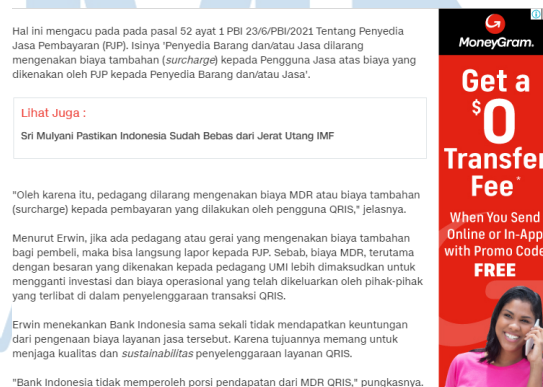 Hal ini mengacu pada pada pasal 52 ayat 1 PBI 23/6/PBI/2021 Tentang Penyedia
Jasa Pembayaran (PJP). Isinya 'Penyedia Barang dan/atau Jasa dilarang
mengenakan biaya tambahan (surcharge) kepada Pengguna Jasa atas biaya yang
dikenakan oleh PJP kepada Penyedia Barang dan/atau Jasa'.
Lihat Juga :
Sri Mulyani Pastikan Indonesia Sudah Bebas dari Jerat Utang IMF
"Oleh karena itu, pedagang dilarang mengenakan biaya MDR atau biaya tambahan
(surcharge) kepada pembayaran yang dilakukan oleh pengguna QRIS," jelasnya.
Menurut Erwin, jika ada pedagang atau gerai yang mengenakan biaya tambahan
bagi pembeli, maka bisa langsung lapor kepada PJP. Sebab, biaya MDR, terutama
dengan besaran yang dikenakan kepada pedagang UMI lebih dimaksudkan untuk
mengganti investasi dan biaya operasional yang telah dikeluarkan oleh pihak-pihak
yang terlibat di dalam penyelenggaraan transaksi QRIS.
Erwin menekankan Bank Indonesia sama sekali tidak mendapatkan keuntungan
dari pengenaan biaya layanan jasa tersebut. Karena tujuannya memang untuk
menjaga kualitas dan sustainabilitas penyelenggaraan layanan QRIS.
"Bank Indonesia tidak memperoleh porsi pendapatan dari MDR QRIS," pungkasnya.
MoneyGram.
Get a
$0
Transfer
Fee*
When You Send
Online or In-App
with Promo Code
FREE